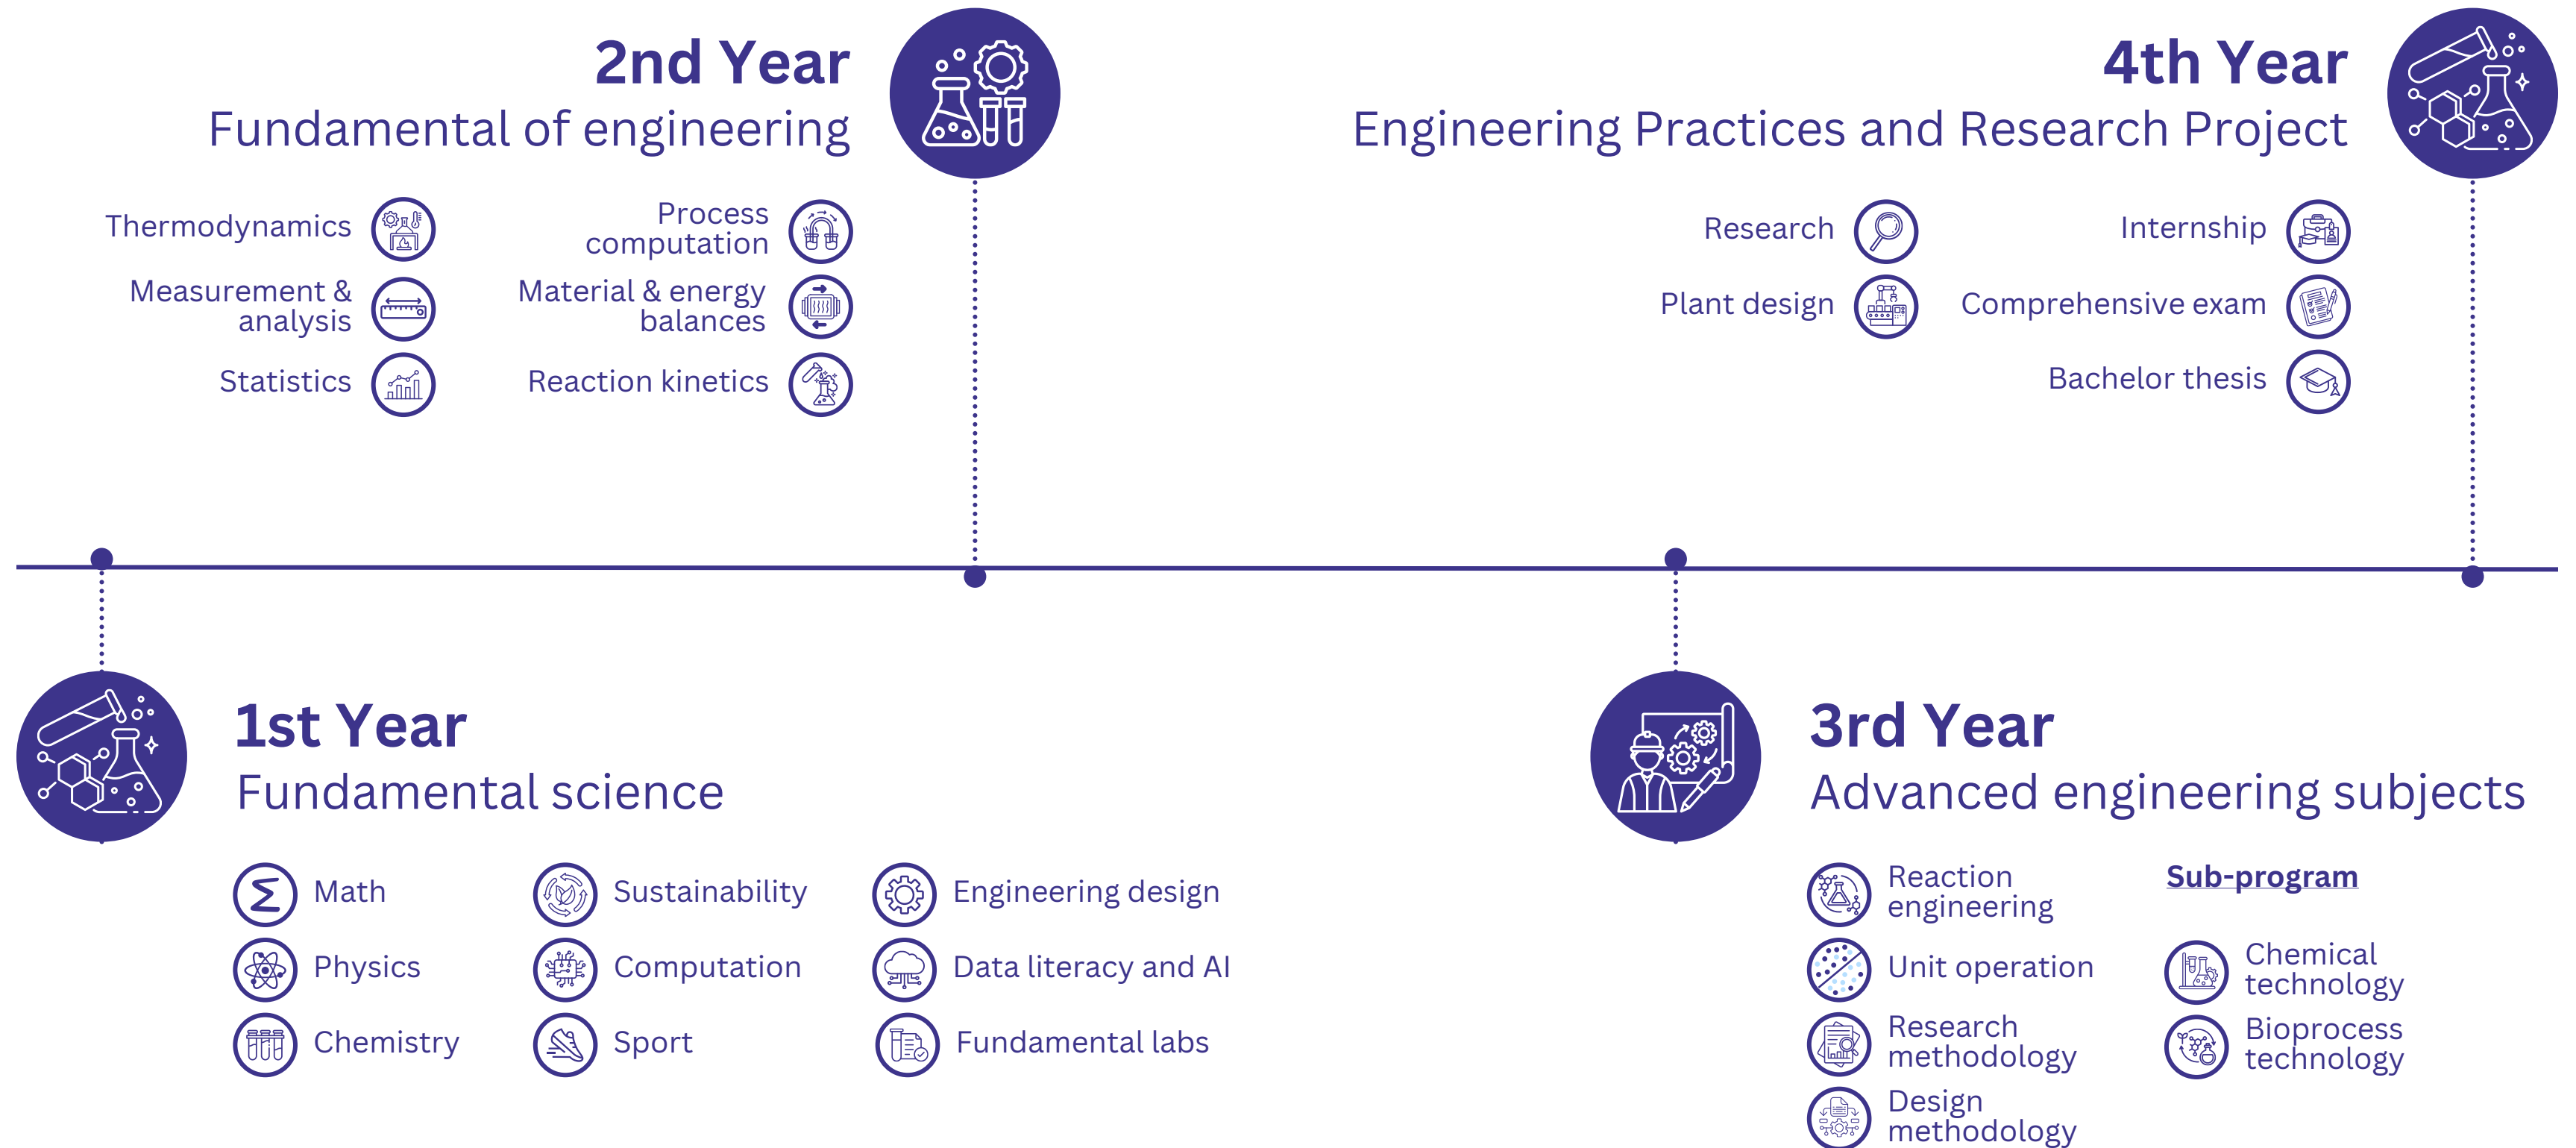 2nd Year
Fundamental of engineering
Thermodynamics
Measurement &
analysis
Statistics
Process
computation
Material & energy
balances
Reaction kinetics
4th Year
Engineering Practices and Research Project
Research
Plant design
Internship
Comprehensive exam
Bachelor thesis
1st Year
Fundamental science
Math
Physics
Chemistry
Sustainability
Computation
Sport
Engineering design
Data literacy and AI
Fundamental labs
3rd Year
Advanced engineering subjects
Reaction
engineering
Unit operation
Research
methodology
Design
methodology
Sub-program
Chemical
technology
Bioprocess
technology